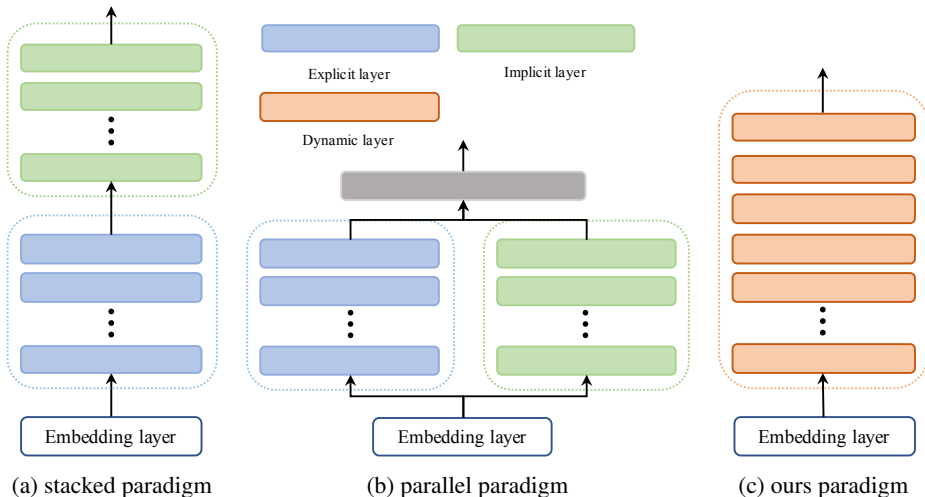 Explicit layer
Implicit layer
Dynamic layer
Embedding layer
Embedding layer
Embedding layer
(a) stacked paradigm
(b) parallel paradigm
(c) ours paradigm